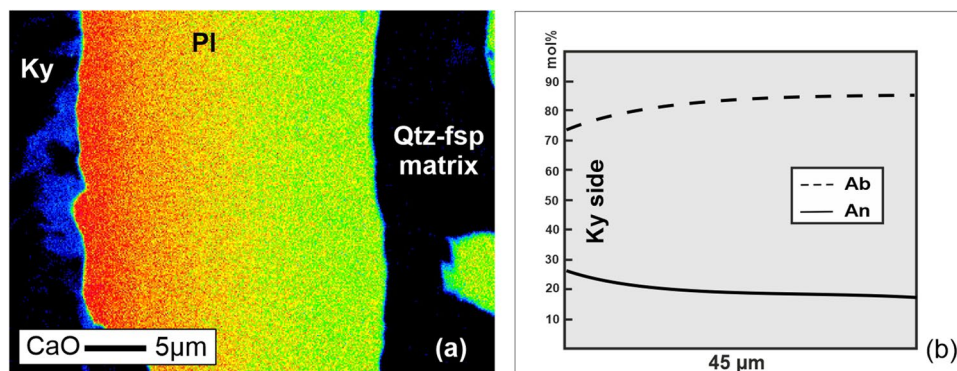 Pl
Ky
Qtz-fsp
matrix
CaO 5µm
(a)
mol%
90
80
70
60
50
40
30
20
10
Ky side
Ab
An
45 µm
(b)